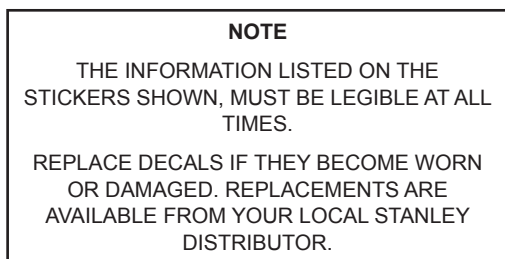 NOTE
THE INFORMATION LISTED ON THE
STICKERS SHOWN, MUST BE LEGIBLE AT ALL
TIMES.
REPLACE DECALS IF THEY BECOME WORN
OR DAMAGED. REPLACEMENTS ARE
AVAILABLE FROM YOUR LOCAL STANLEY
DISTRIBUTOR.